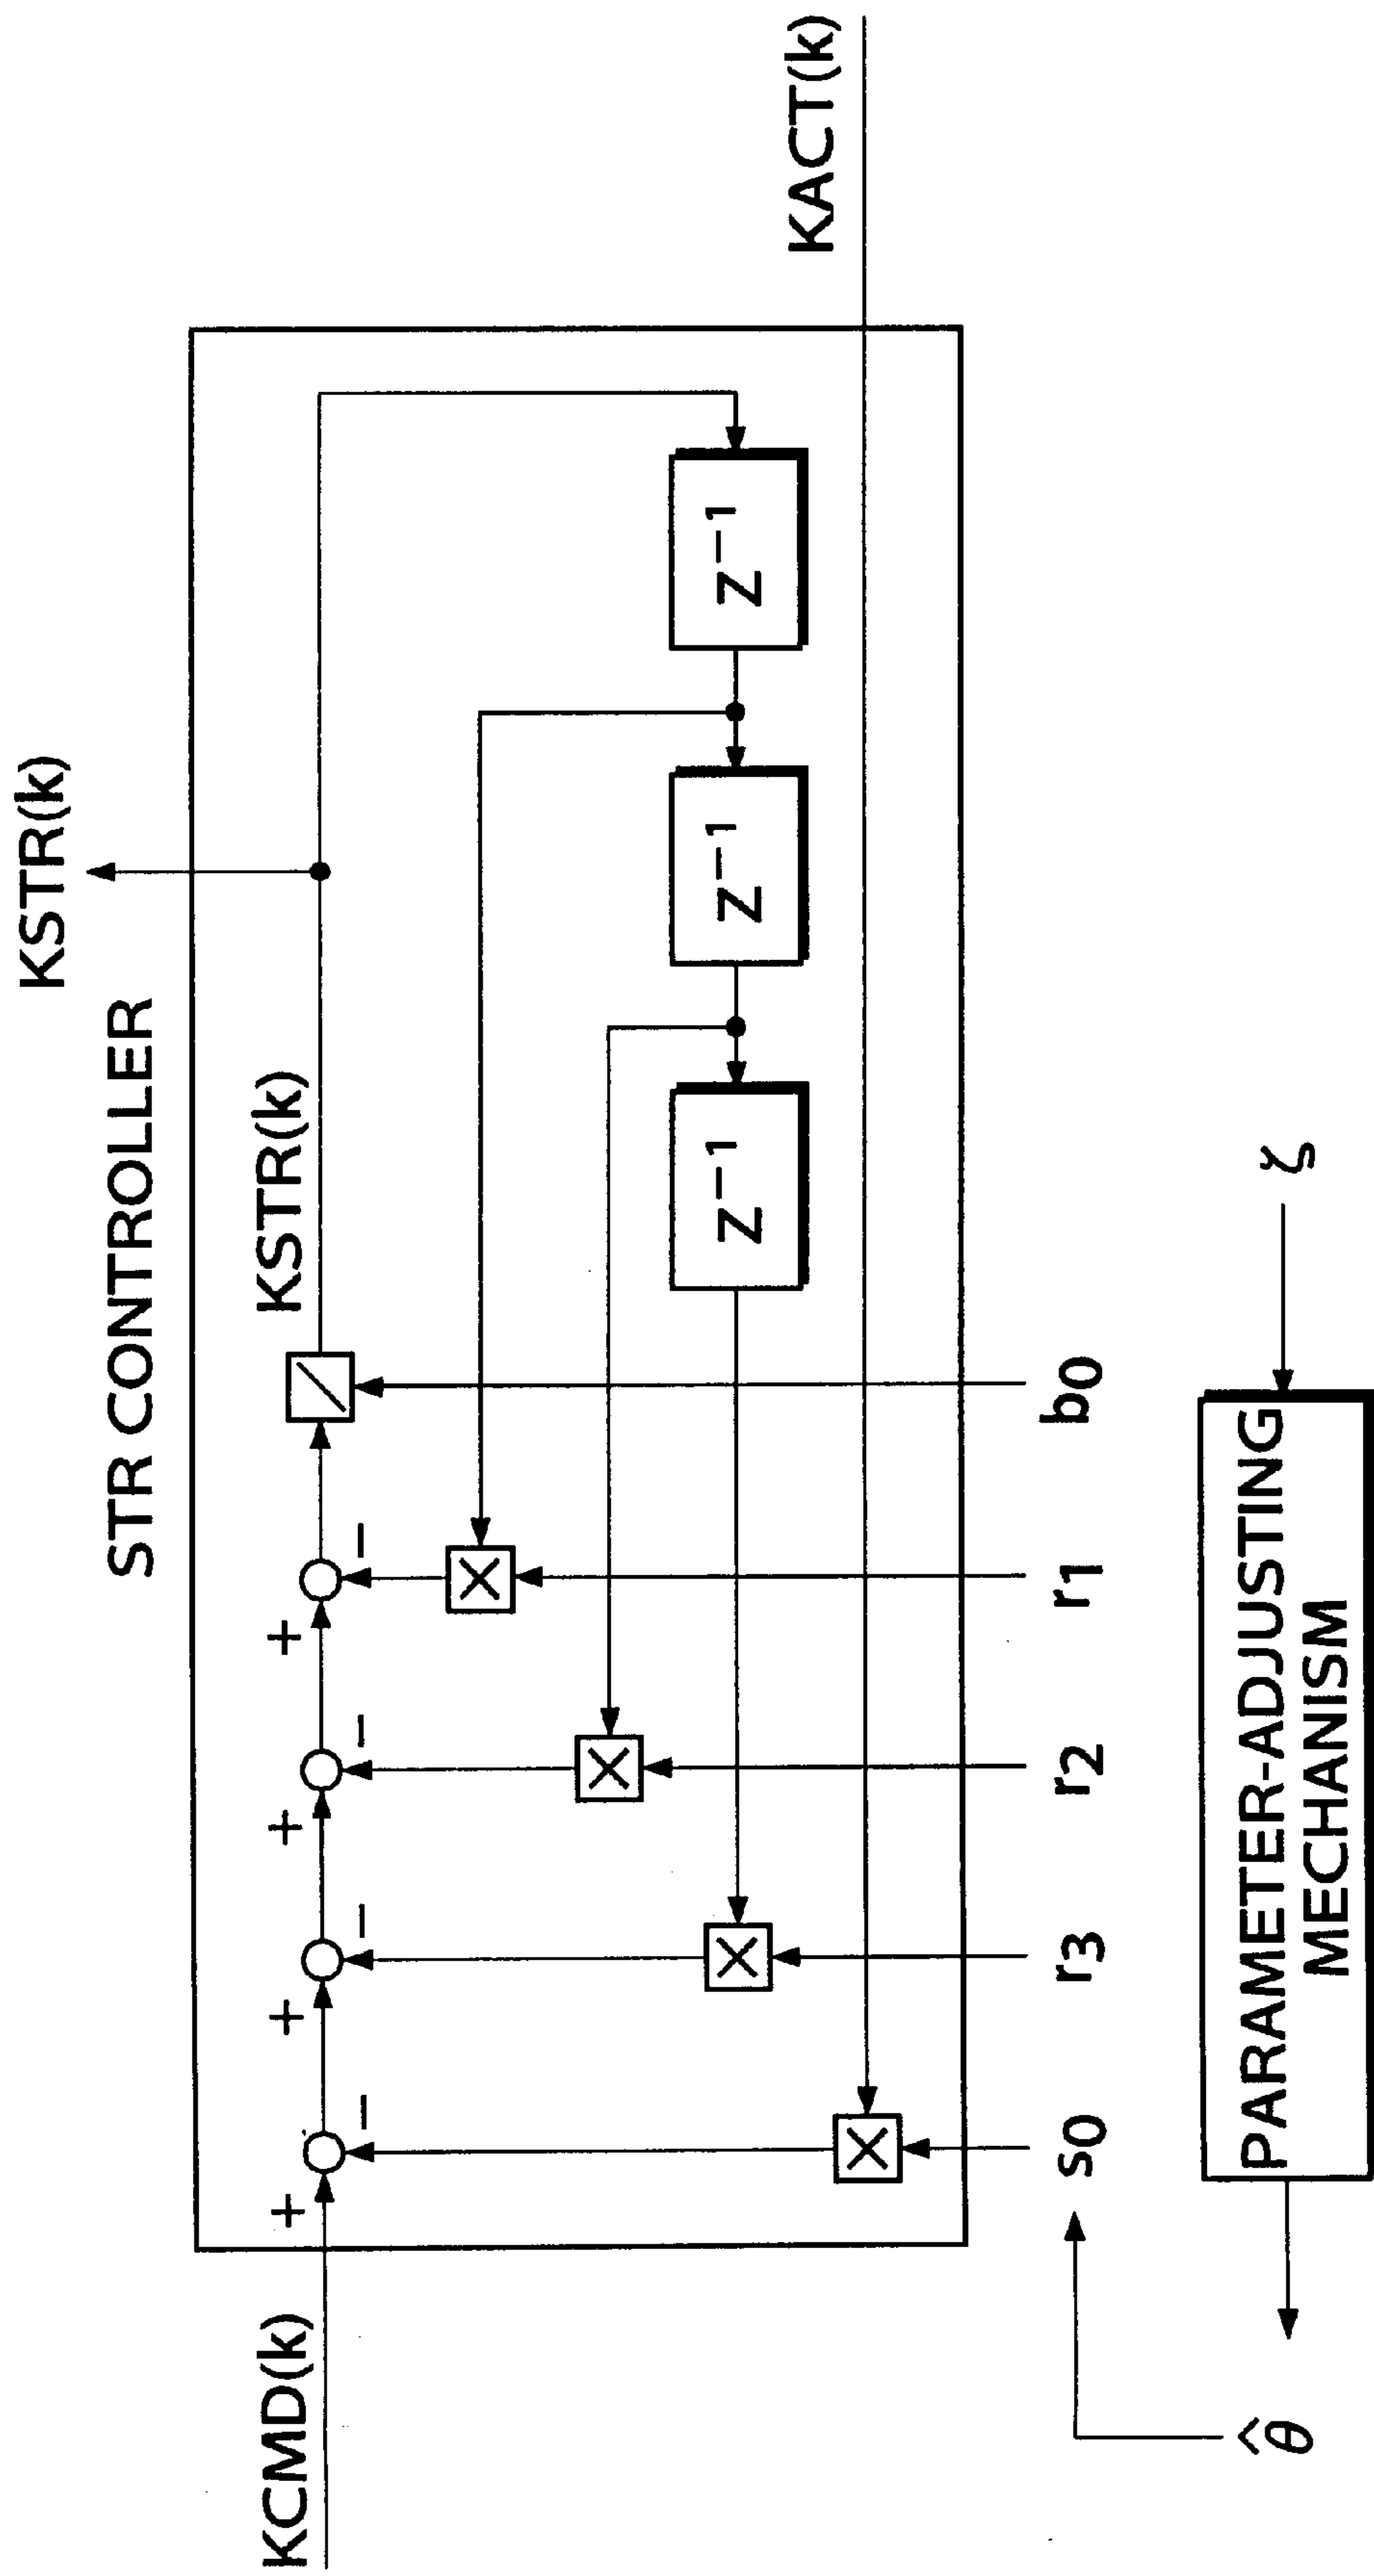 KSTR(k)
STR CONTROLLER
KCMD(k)
+
−
+
−
+
−
+
−
KSTR(k)
×
×
×
×
Z⁻¹
Z⁻¹
Z⁻¹
KACT(k)
s0
r3
r2
r1
b0
θ̂
PARAMETER-ADJUSTING
MECHANISM
ζ